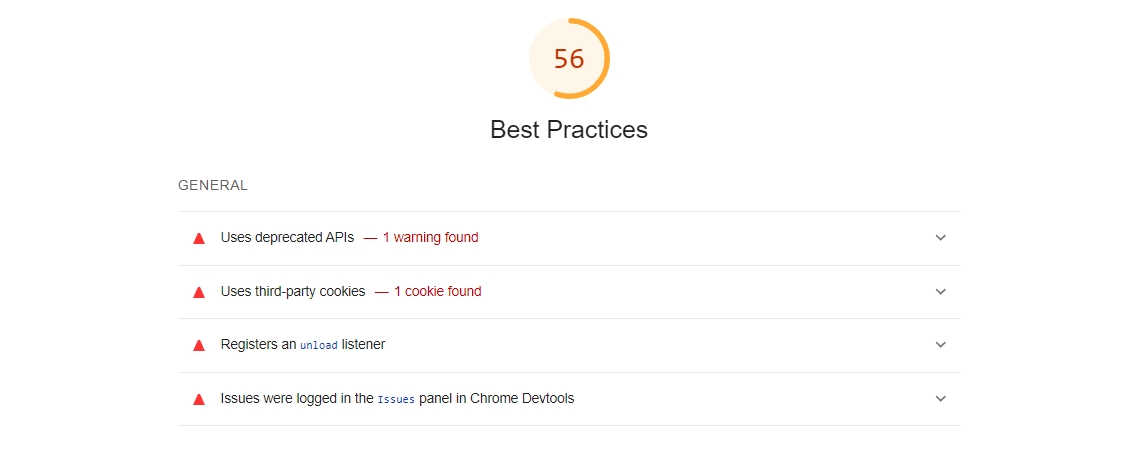 56
Best Practices
GENERAL
Uses deprecated APIs — 1 warning found
Uses third-party cookies — 1 cookie found
Registers an unload listener
Issues were logged in the Issues panel in Chrome Devtools